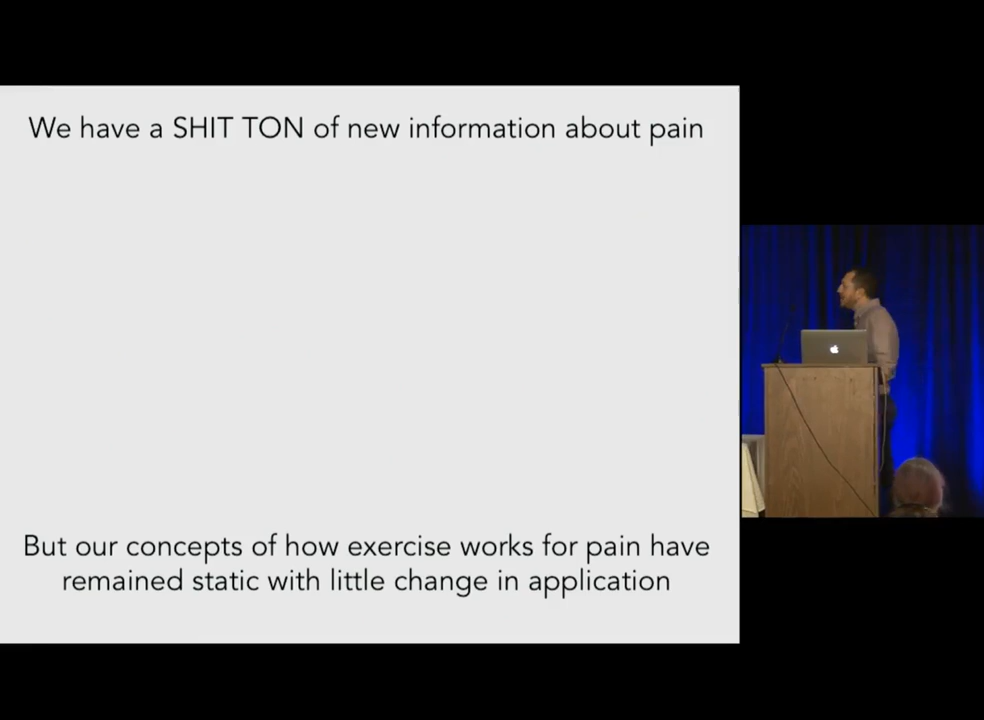 We have a SHIT TON of new information about pain
But our concepts of how exercise works for pain have
remained static with little change in application